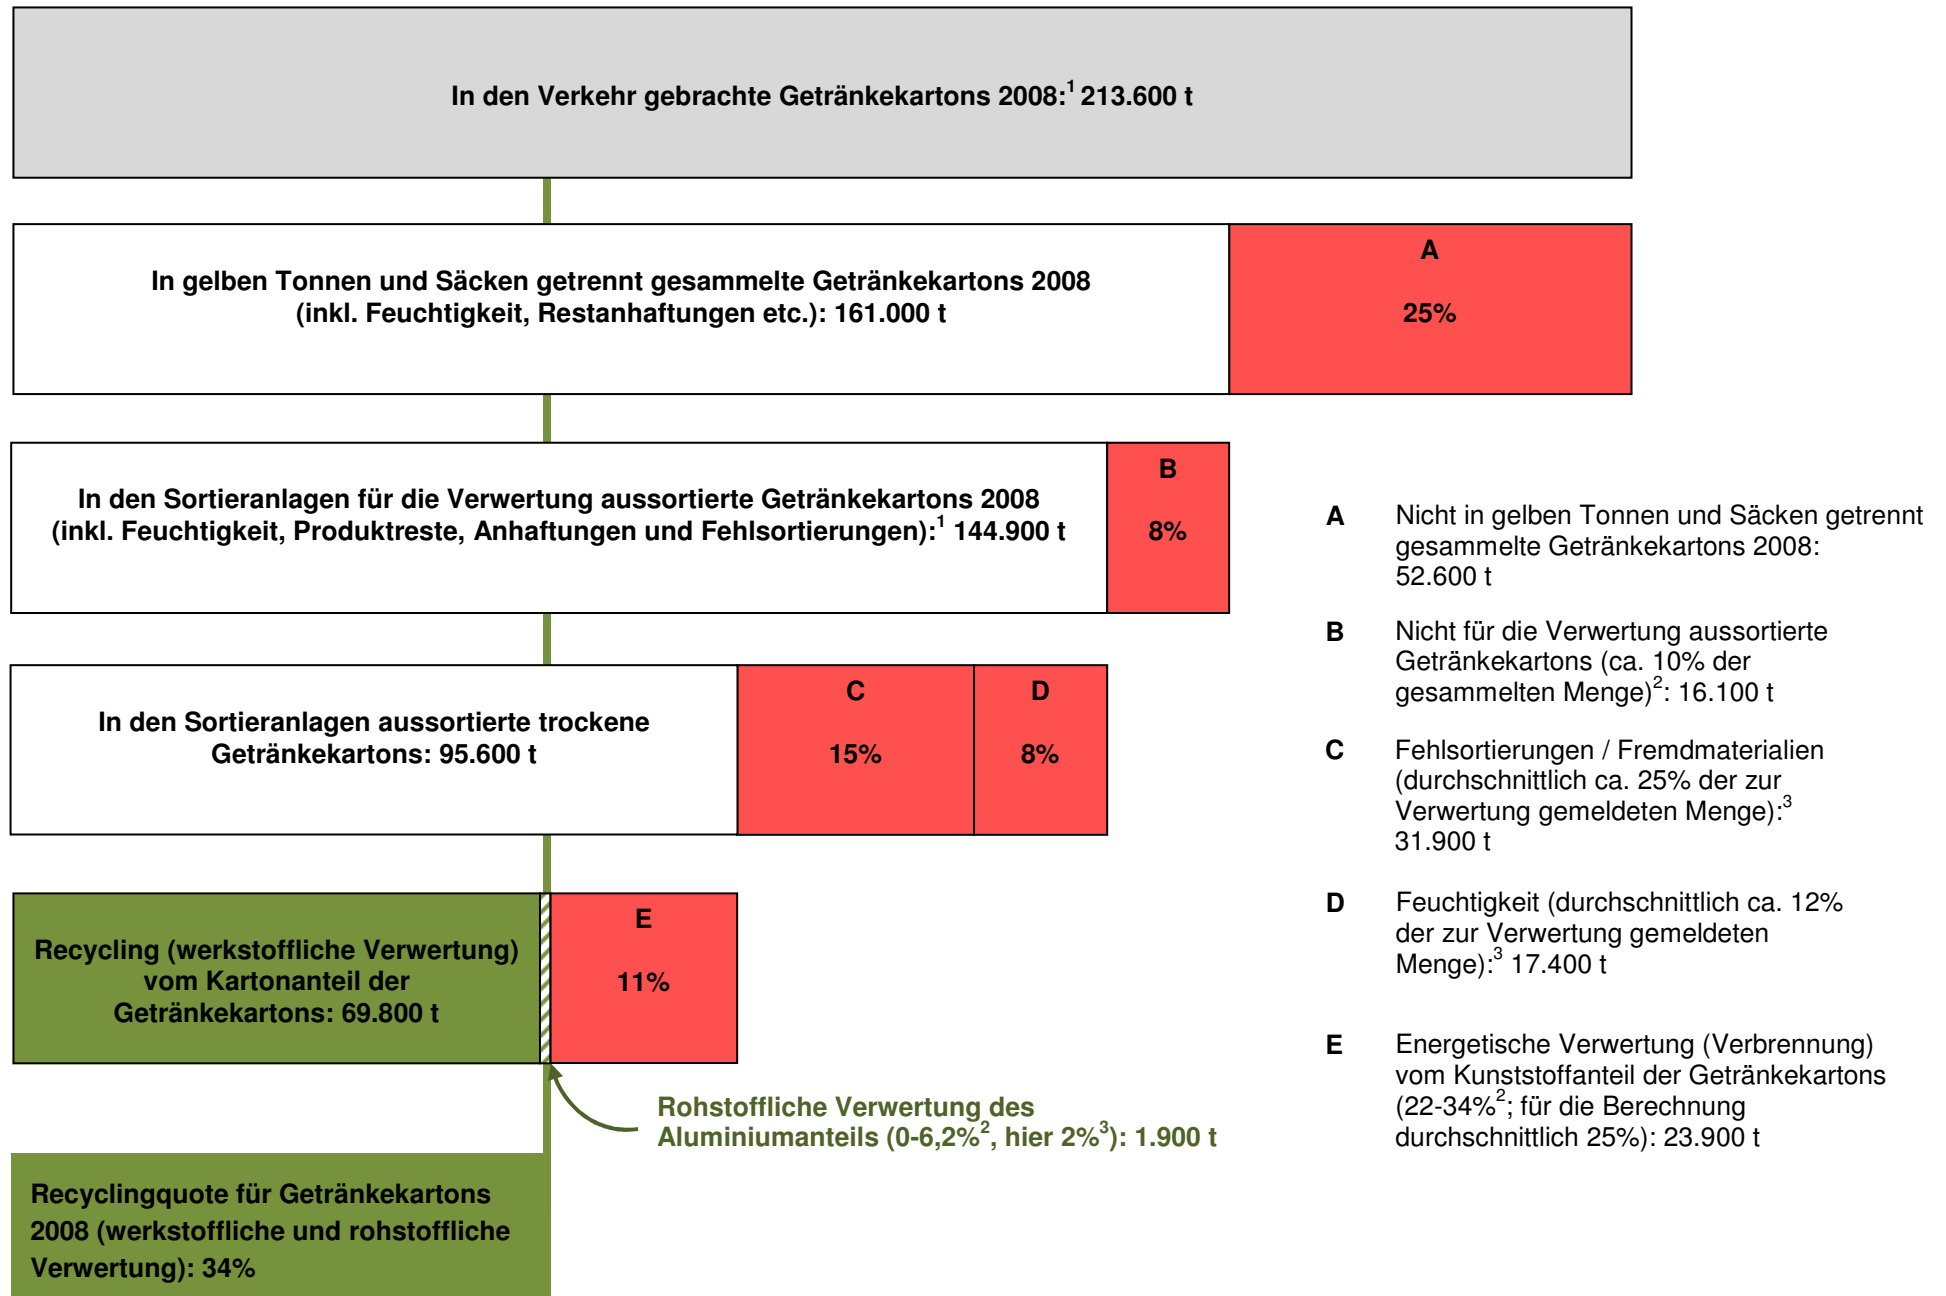 In den Verkehr gebrachte Getränkekartons 2008:¹ 213.600 t
In gelben Tonnen und Säcken getrennt gesammelte Getränkekartons 2008
(inkl. Feuchtigkeit, Restanhaftungen etc.): 161.000 t
A
25%
In den Sortieranlagen für die Verwertung aussortierte Getränkekartons 2008
(inkl. Feuchtigkeit, Produktreste, Anhaftungen und Fehlsortierungen):¹ 144.900 t
B
8%
In den Sortieranlagen aussortierte trockene
Getränkekartons: 95.600 t
C
15%
D
8%
Recycling (werkstoffliche Verwertung)
vom Kartonanteil der
Getränkekartons: 69.800 t
E
11%
Rohstoffliche Verwertung des
Aluminiumanteils (0-6,2%², hier 2%³): 1.900 t
Recyclingquote für Getränkekartons
2008 (werkstoffliche und rohstoffliche
Verwertung): 34%
A Nicht in gelben Tonnen und Säcken getrennt
gesammelte Getränkekartons 2008:
52.600 t
B Nicht für die Verwertung aussortierte
Getränkekartons (ca. 10% der
gesammelten Menge)²: 16.100 t
C Fehlsortierungen / Fremdmaterialien
(durchschnittlich ca. 25% der zur
Verwertung gemeldeten Menge):³
31.900 t
D Feuchtigkeit (durchschnittlich ca. 12%
der zur Verwertung gemeldeten
Menge):³ 17.400 t
E Energetische Verwertung (Verbrennung)
vom Kunststoffanteil der Getränkekartons
(22-34%²; für die Berechnung
durchschnittlich 25%): 23.900 t